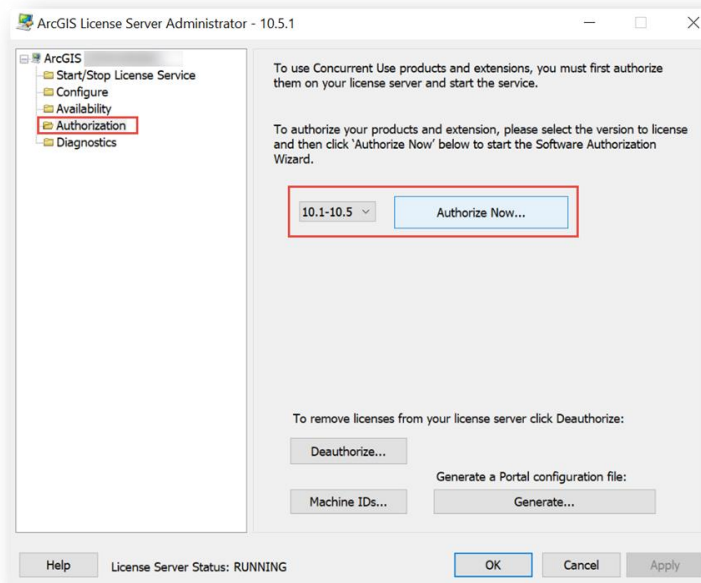 ArcGIS License Server Administrator - 10.5.1
ArcGIS
Start/Stop License Service
Configure
Availability
Authorization
Diagnostics
To use Concurrent Use products and extensions, you must first authorize
them on your license server and start the service.
To authorize your products and extension, please select the version to license
and then click 'Authorize Now' below to start the Software Authorization
Wizard.
10.1-10.5 Authorize Now...
To remove licenses from your license server click Deauthorize:
Deauthorize...
Generate a Portal configuration file:
Machine IDs... Generate...
Help License Server Status: RUNNING OK Cancel Apply